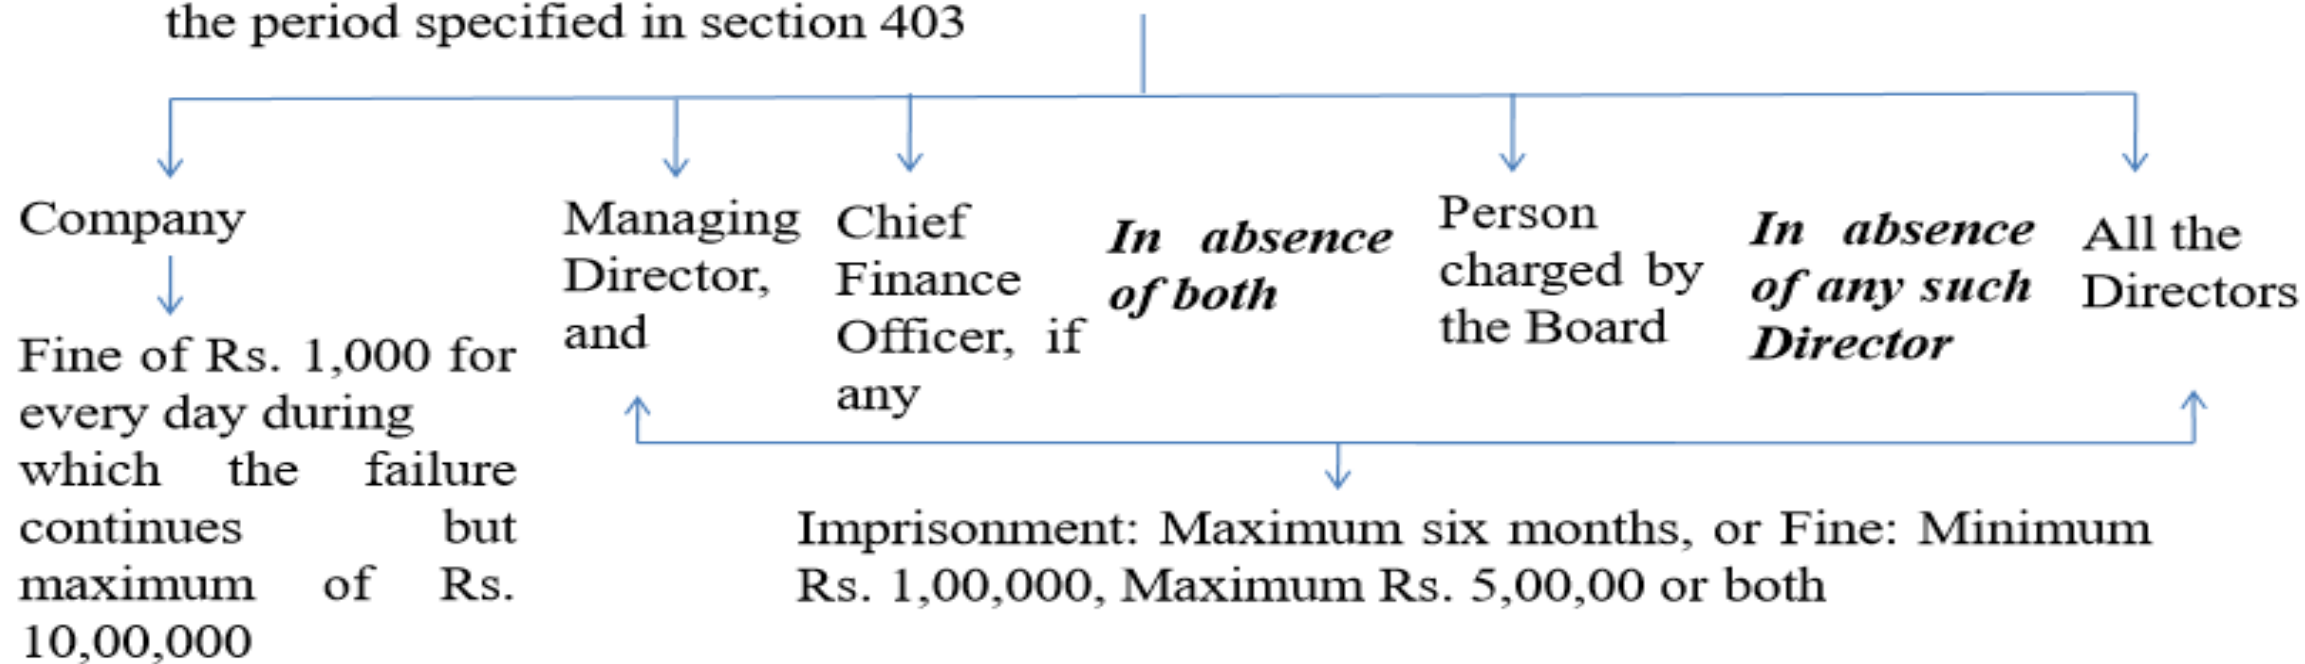 the period specified in section 403
Company
Fine of Rs. 1,000 for
every day during
which the failure
continues but
maximum of Rs.
10,00,000
Managing
Director,
and
Chief
Finance
Officer, if
any
In absence
of both
Person
charged by
the Board
In absence
of any such
Director
All the
Directors
Imprisonment: Maximum six months, or Fine: Minimum
Rs. 1,00,000, Maximum Rs. 5,00,00 or both